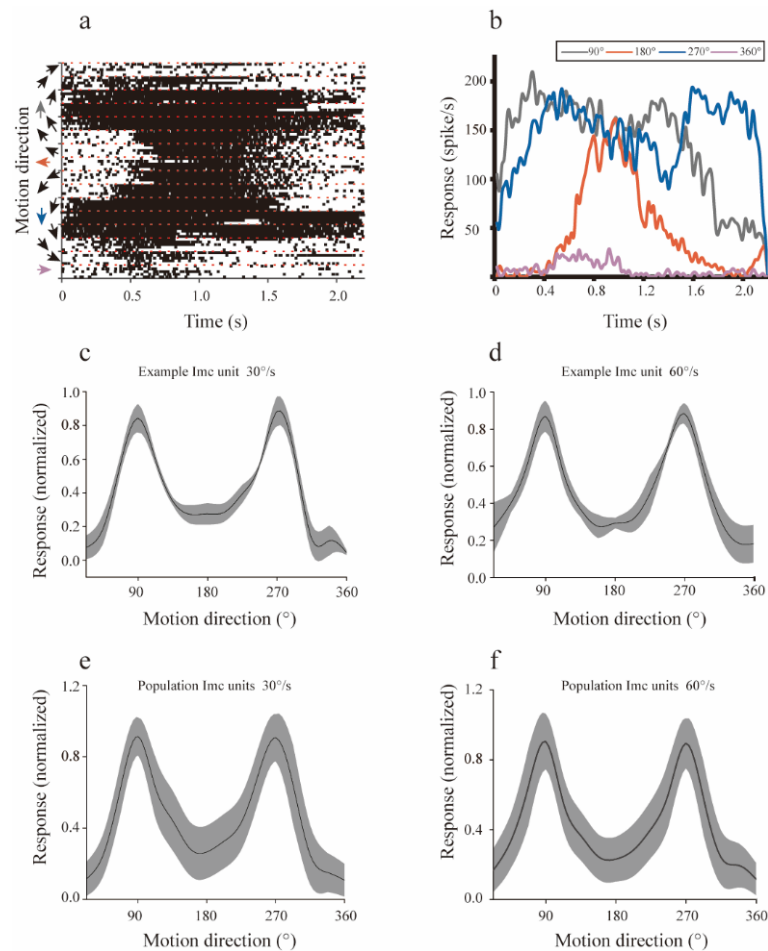 a
Motion direction
0
0.5
1.0
1.5
2.0
Time (s)
b
90°
180°
270°
360°
200
150
100
50
Response (spike/s)
0
0.4
0.8
1.2
1.6
2.0
Time (s)
c
Example Imc unit 30°/s
1.0
0.8
0.6
0.4
0.2
0.0
Response (normalized)
90
180
270
360
Motion direction (°)
d
Example Imc unit 60°/s
1.0
0.8
0.6
0.4
0.2
0.0
Response (normalized)
90
180
270
360
Motion direction (°)
e
Population Imc units 30°/s
1.2
0.8
0.4
0.0
Response (normalized)
90
180
270
360
Motion direction (°)
f
Population Imc units 60°/s
1.2
0.8
0.4
0.0
Response (normalized)
90
180
270
360
Motion direction (°)